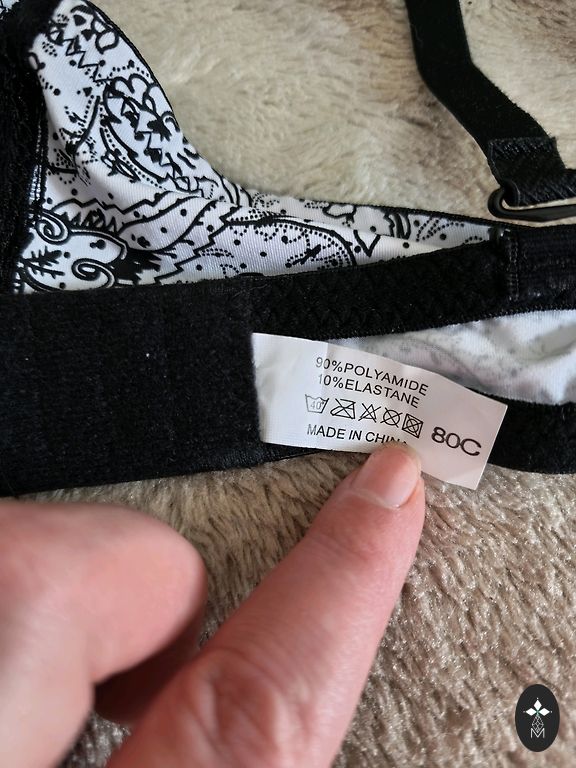 90%POLYAMIDE
10%ELASTANE
40
MADE IN CHINA 80C
M